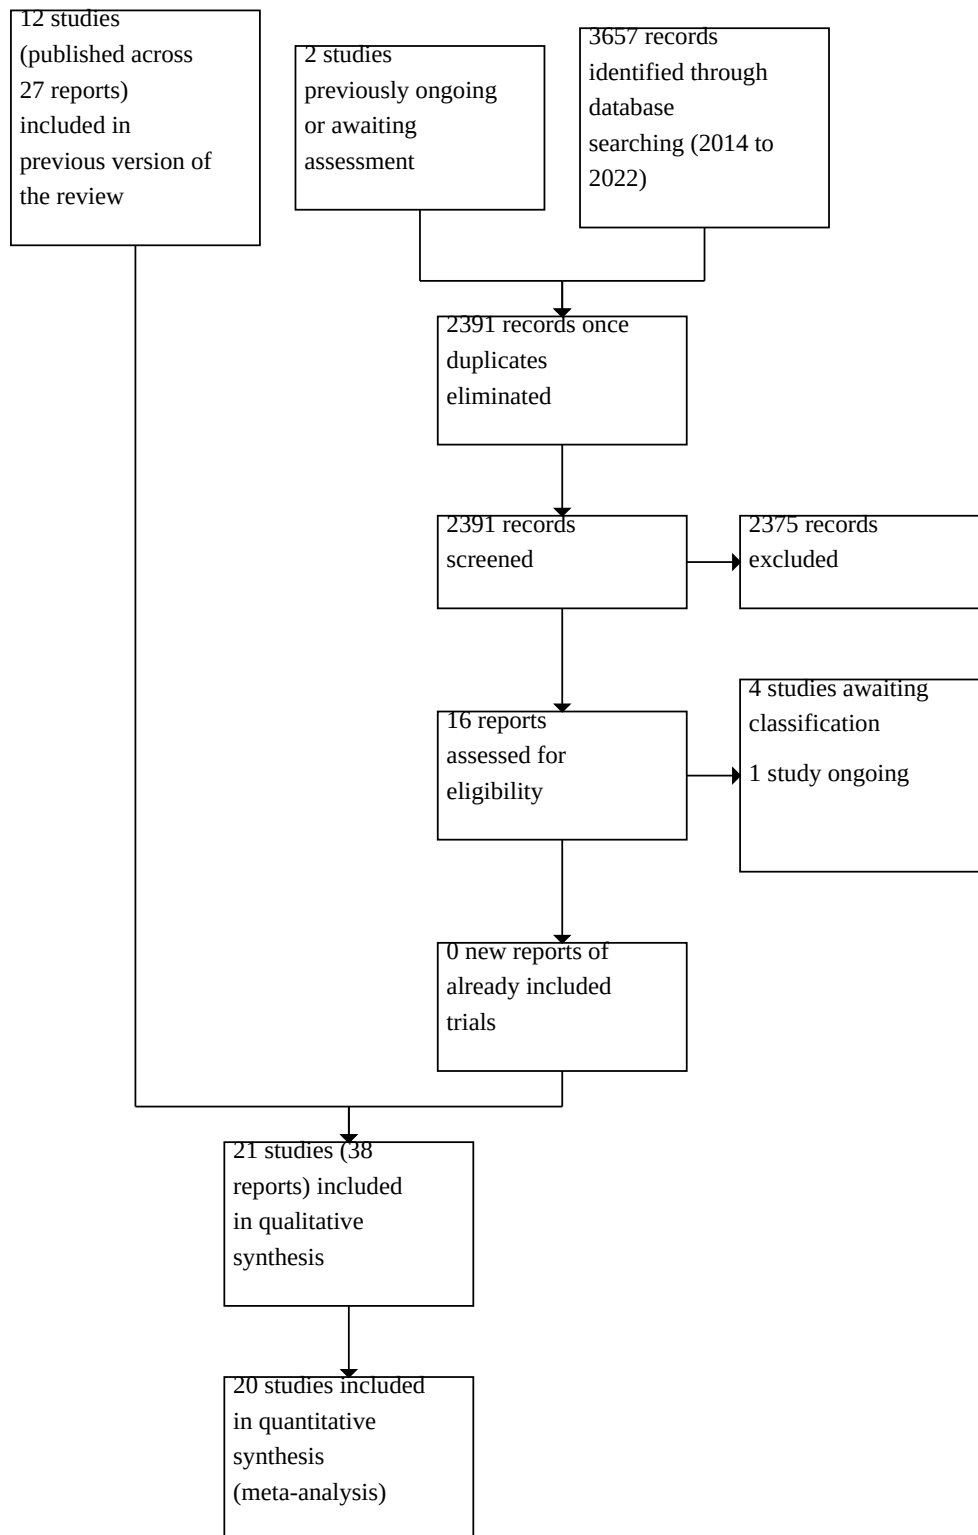 12 studies
(published across
27 reports)
included in
previous version of
the review
2 studies
previously ongoing
or awaiting
assessment
3657 records
identified through
database
searching (2014 to
2022)
2391 records once
duplicates
eliminated
2391 records
screened
2375 records
excluded
16 reports
assessed for
eligibility
4 studies awaiting
classification
1 study ongoing
0 new reports of
already included
trials
21 studies (38
reports) included
in qualitative
synthesis
20 studies included
in quantitative
synthesis
(meta-analysis)